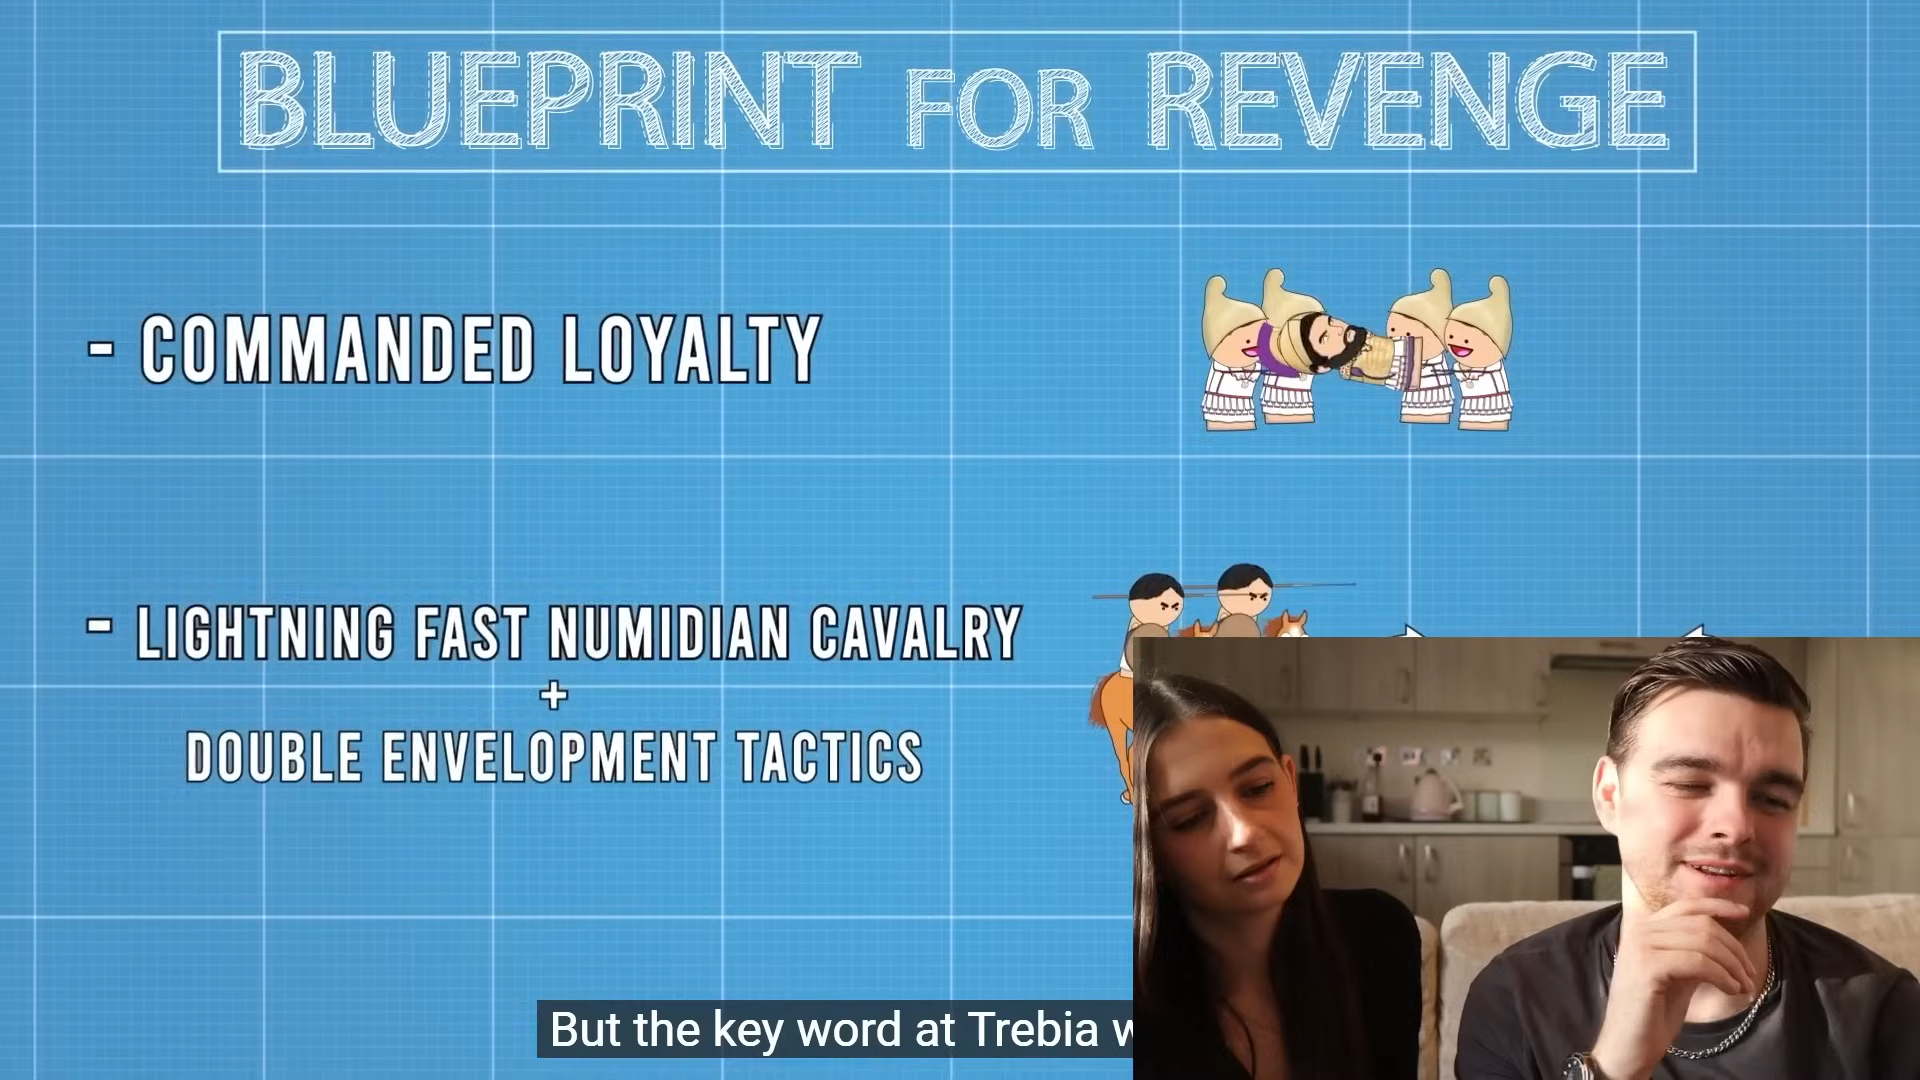 BLUEPRINT FOR REVENGE
- COMMANDED LOYALTY
- LIGHTNING FAST NUMIDIAN CAVALRY
+
DOUBLE ENVELOPMENT TACTICS
But the key word at Trebia